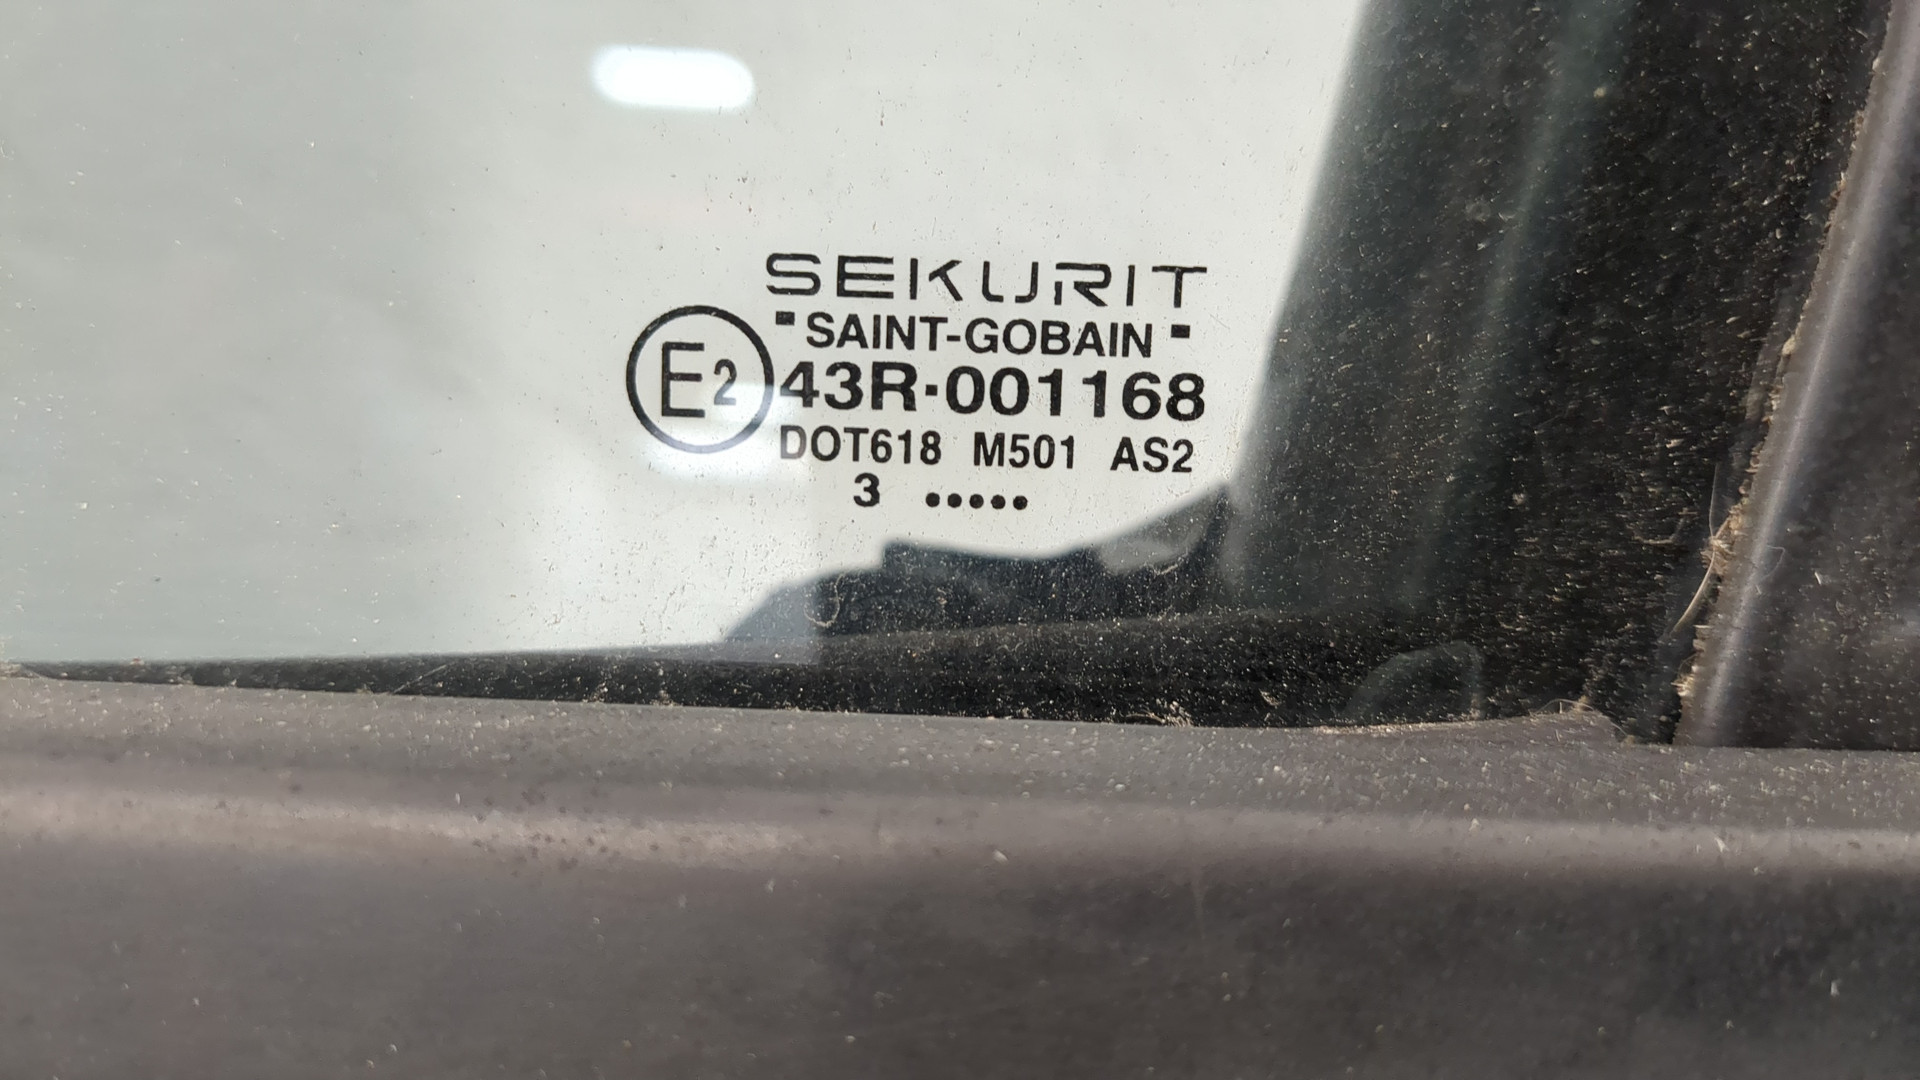 SEKURIT
SAINT-GOBAIN
E2
43R·001168
DOT618 M501 AS2
3 •••••